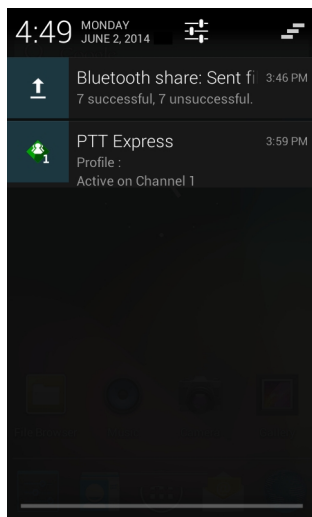 4:49 MONDAY
JUNE 2, 2014
Bluetooth share: Sent fi 3:46 PM
7 successful, 7 unsuccessful.
1
PTT Express 3:59 PM
Profile :
Active on Channel 1